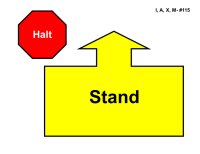 I, A, X, M- #115
Halt
Stand